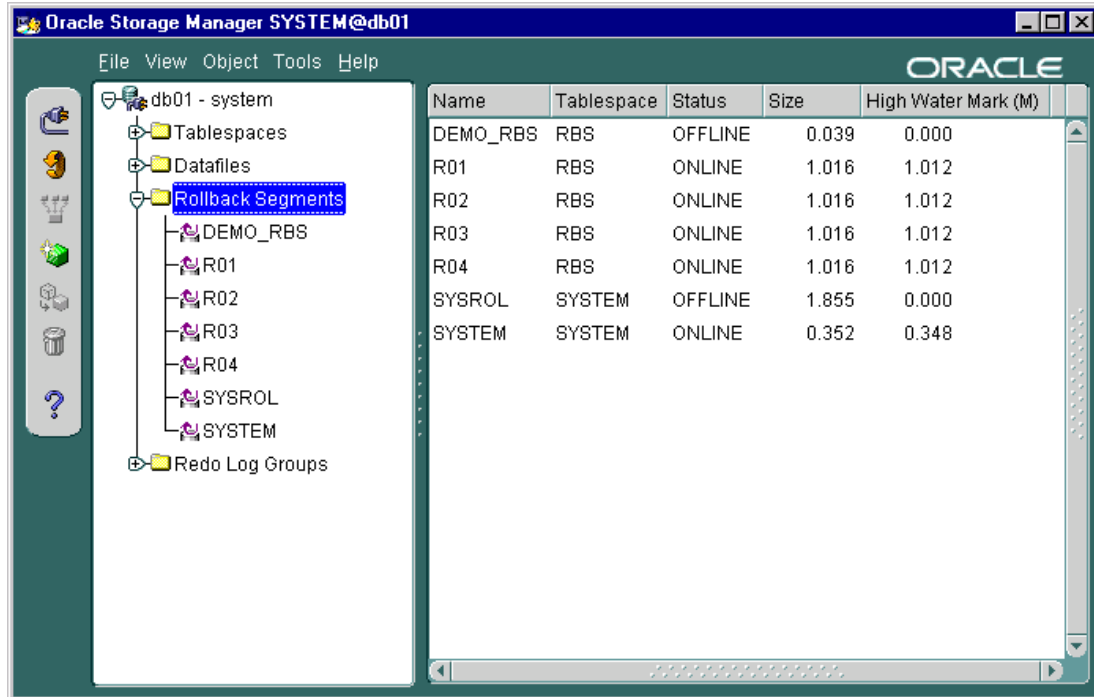 Oracle Storage Manager SYSTEM@db01
File View Object Tools Help
ORACLE
db01 - system
Tablespaces
Datafiles
Rollback Segments
DEMO_RBS
R01
R02
R03
R04
SYSROL
SYSTEM
Redo Log Groups
Name Tablespace Status Size High Water Mark (M)
DEMO_RBS RBS OFFLINE 0.039 0.000
R01 RBS ONLINE 1.016 1.012
R02 RBS ONLINE 1.016 1.012
R03 RBS ONLINE 1.016 1.012
R04 RBS ONLINE 1.016 1.012
SYSROL SYSTEM OFFLINE 1.855 0.000
SYSTEM SYSTEM ONLINE 0.352 0.348